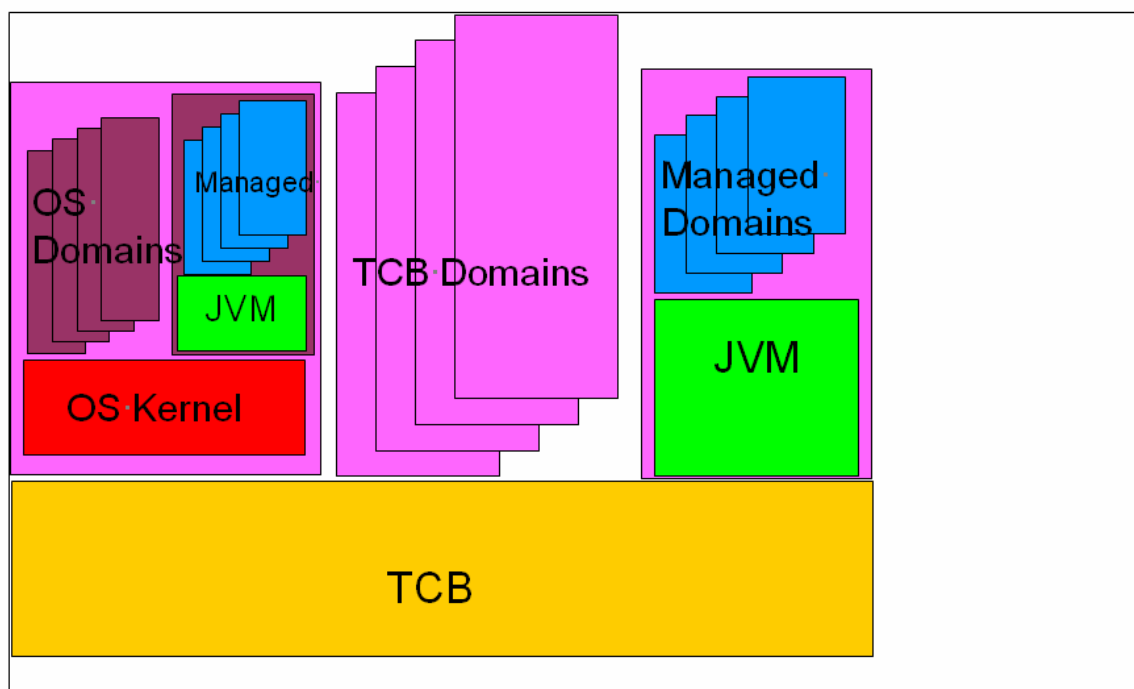 OS
Domains
Managed
JVM
OS Kernel
TCB Domains
Managed
Domains
JVM
TCB